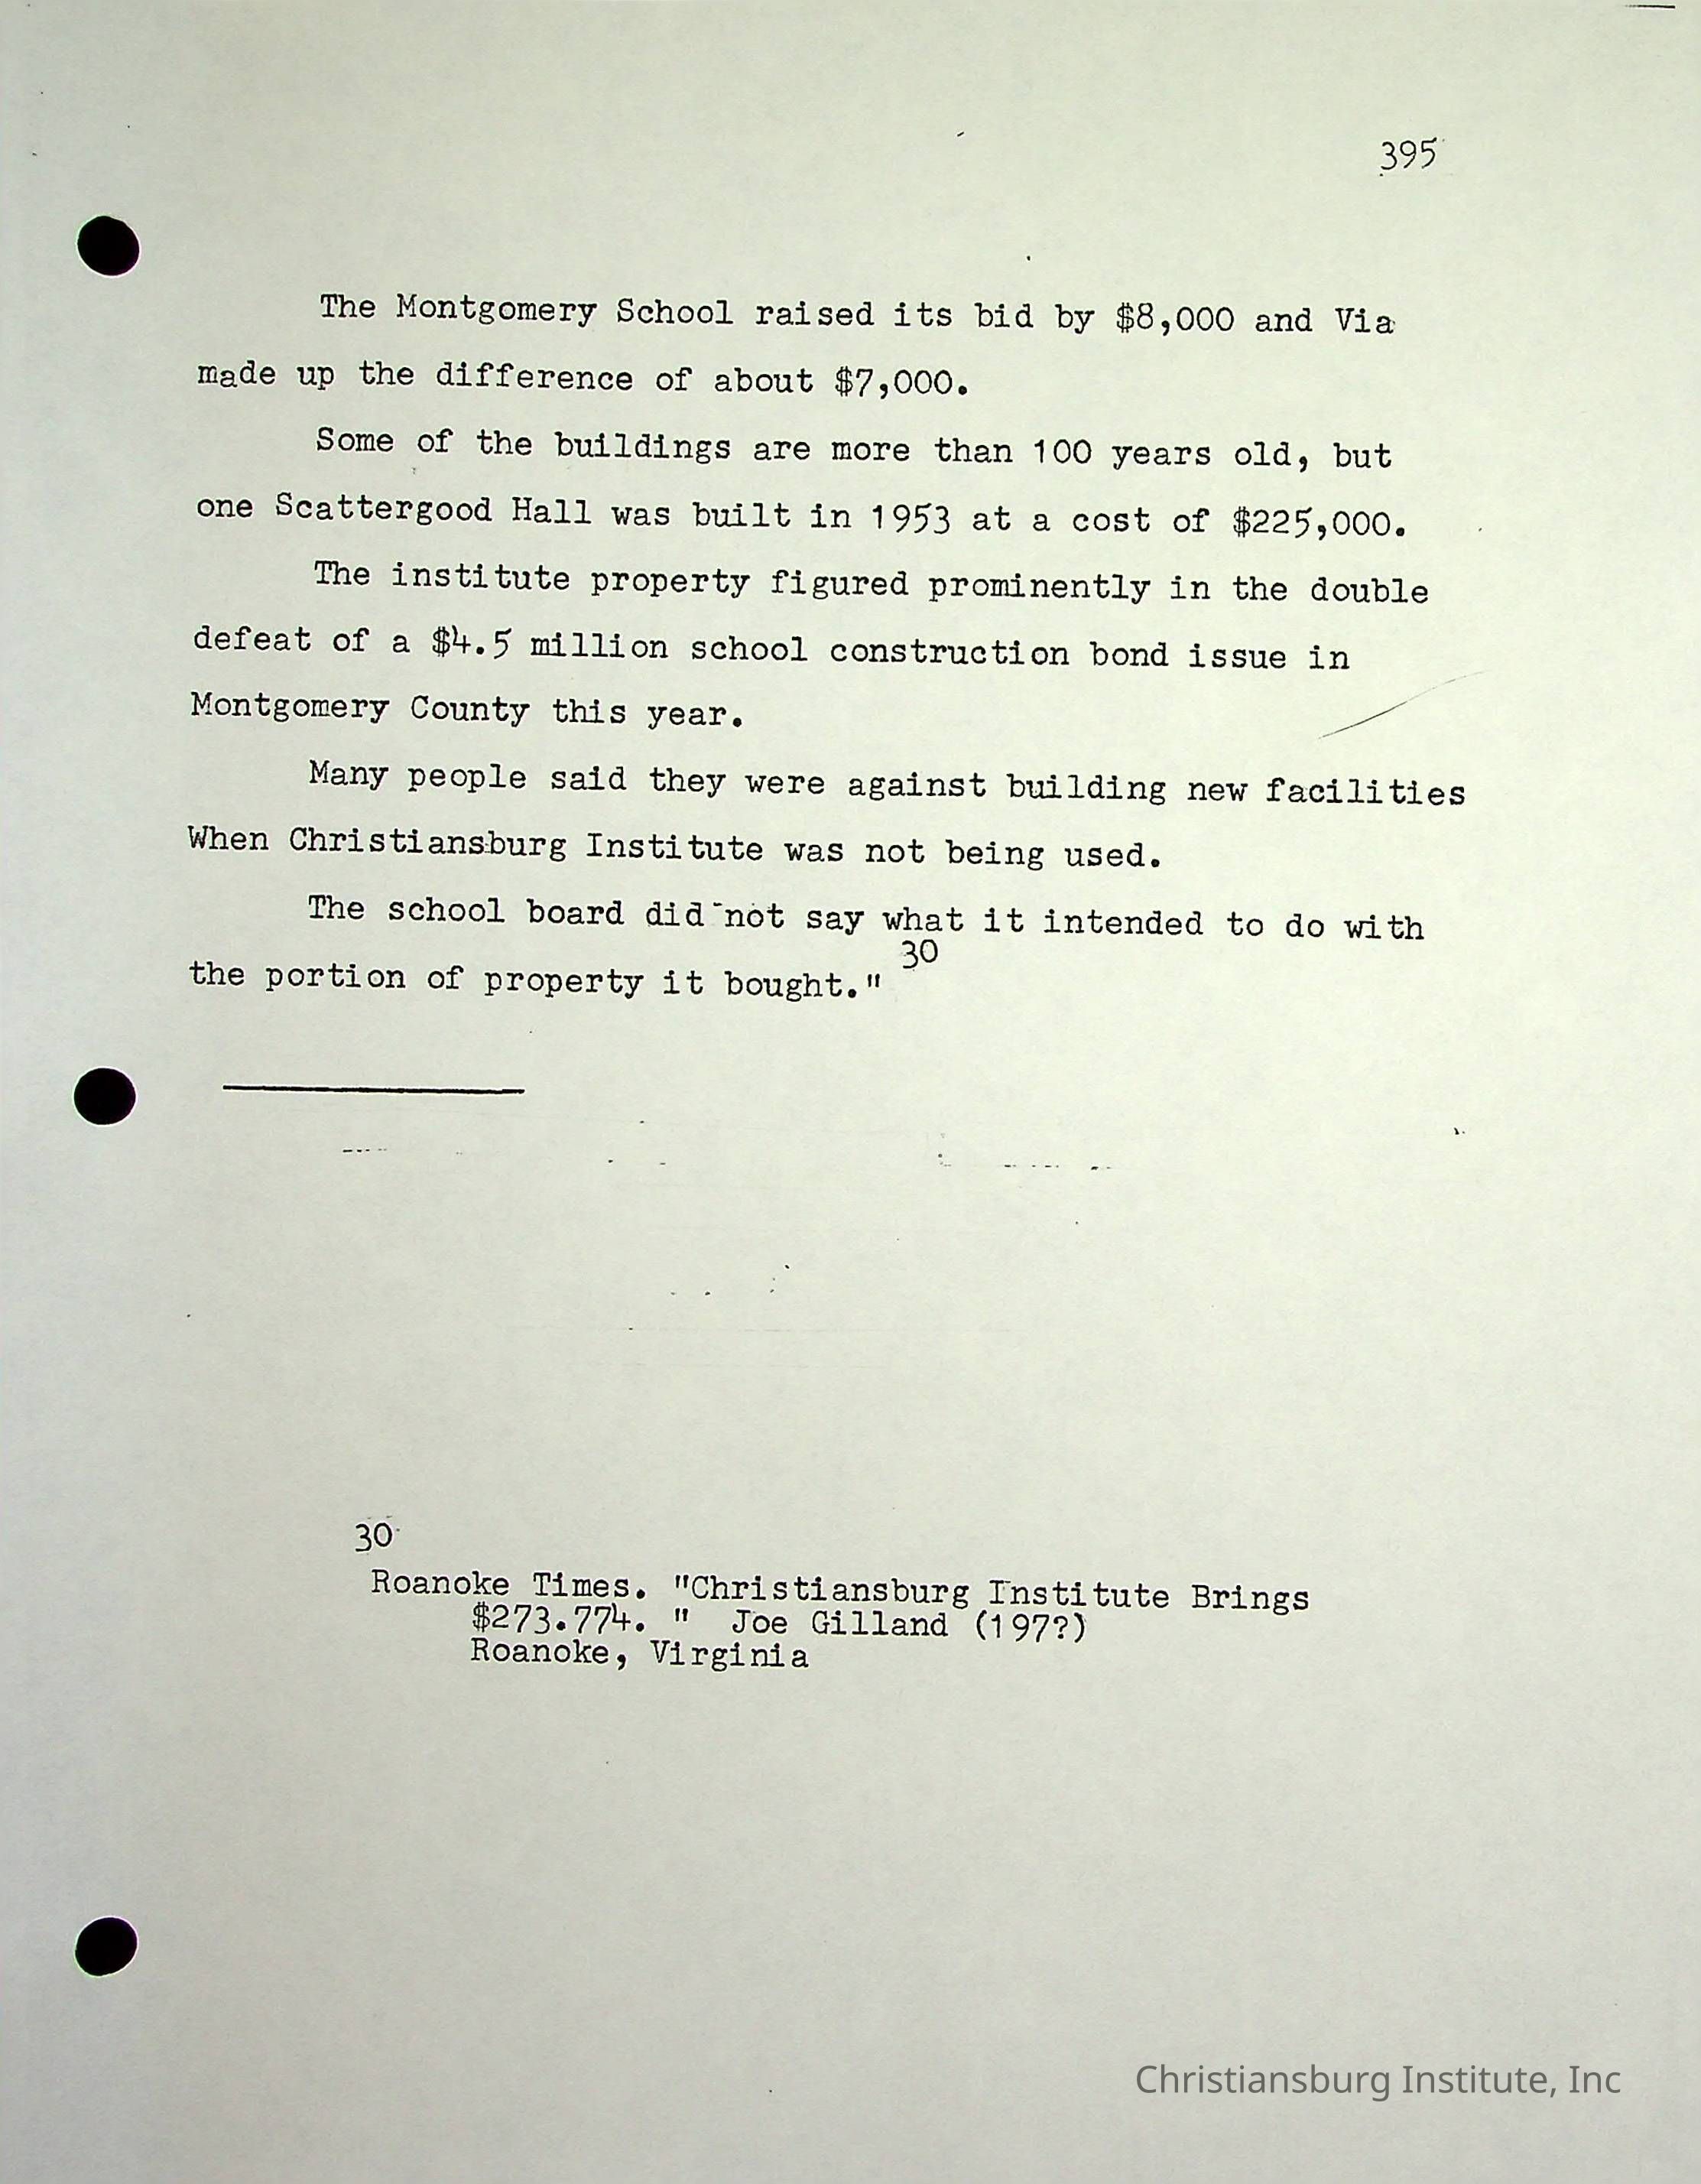 395
The Montgomery School raised its bid by $8,000 and Via
made up the difference of about $7,000.
Some of the buildings are more than 100 years old, but
one Scattergood Hall was built in 1953 at a cost of $225,000.
The institute property figured prominently in the double
defeat of a $4.5 million school construction bond issue in
Montgomery County this year.
Many people said they were against building new facilities
When Christiansburg Institute was not being used.
The school board did not say what it intended to do with
the portion of property it bought." 30
30
Roanoke Times. "Christiansburg Institute Brings
$273.774. " Joe Gilland (197?)
Roanoke, Virginia
Christiansburg Institute, Inc